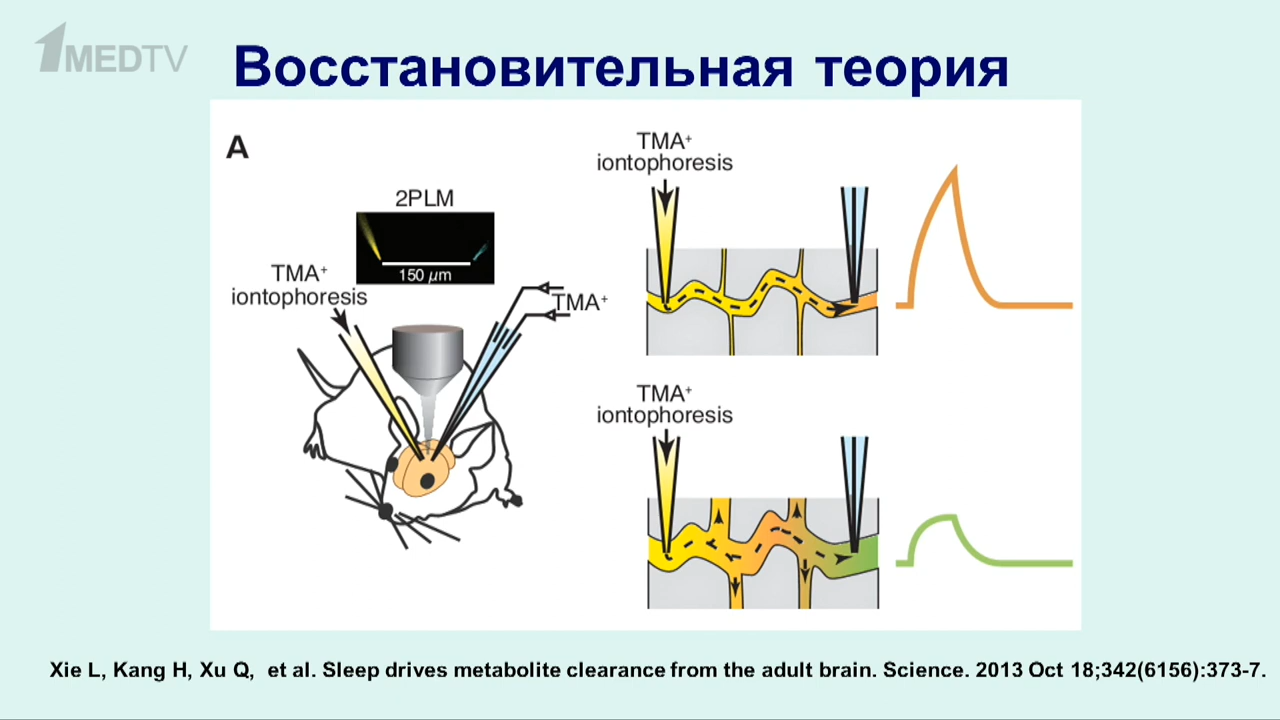 1MEDTV
Восстановительная теория
A
2PLM
150 µm
TMA+
iontophoresis
TMA+
TMA+
iontophoresis
TMA+
iontophoresis
Xie L, Kang H, Xu Q, et al. Sleep drives metabolite clearance from the adult brain. Science. 2013 Oct 18;342(6156):373-7.